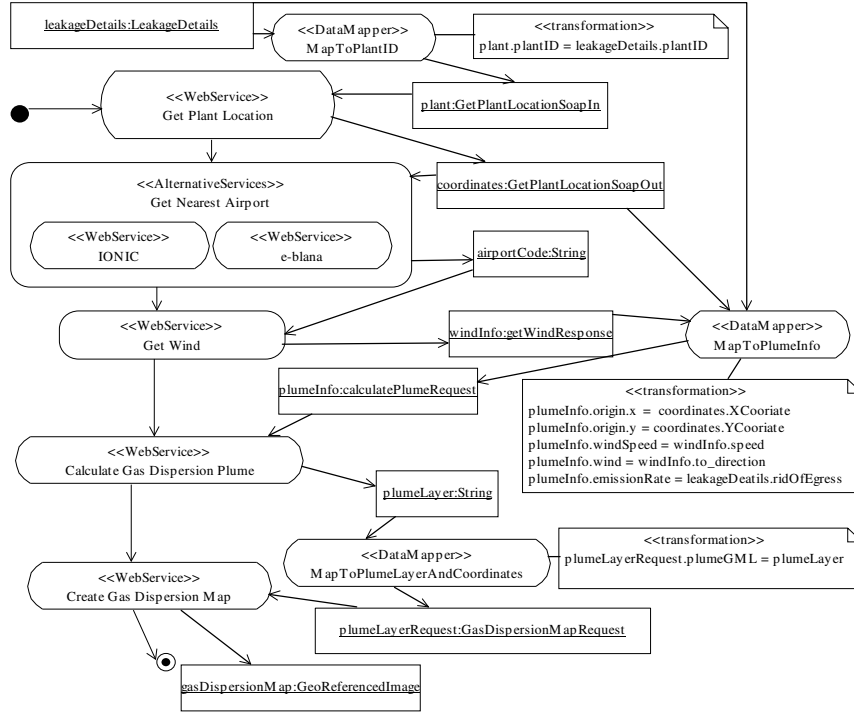 leakageDetails:LeakageDetails
<<DataMapper>>
MapToPlantID
<<transformation>>
plant.plantID = leakageDetails.plantID
<<WebService>>
Get Plant Location
plant:GetPlantLocationSoapIn
<<AlternativeServices>>
Get Nearest Airport
coordinates:GetPlantLocationSoapOut
<<WebService>>
IONIC
<<WebService>>
e-blana
airportCode:String
<<WebService>>
Get Wind
windInfo:getWindResponse
<<DataMapper>>
MapToPlumeInfo
plumeInfo:calculatePlumeRequest
<<transformation>>
plumeInfo.origin.x = coordinates.XCooriate
plumeInfo.origin.y = coordinates.YCooriate
plumeInfo.windSpeed = windInfo.speed
plumeInfo.wind = windInfo.to_direction
plumeInfo.emissionRate = leakageDeatils.ridOfEgress
<<WebService>>
Calculate Gas Dispersion Plume
plumeLayer:String
<<DataMapper>>
MapToPlumeLayerAndCoordinates
<<transformation>>
plumeLayerRequest.plumeGML = plumeLayer
<<WebService>>
Create Gas Dispersion Map
plumeLayerRequest:GasDispersionMapRequest
gasDispersionMap:GeoReferencedImage